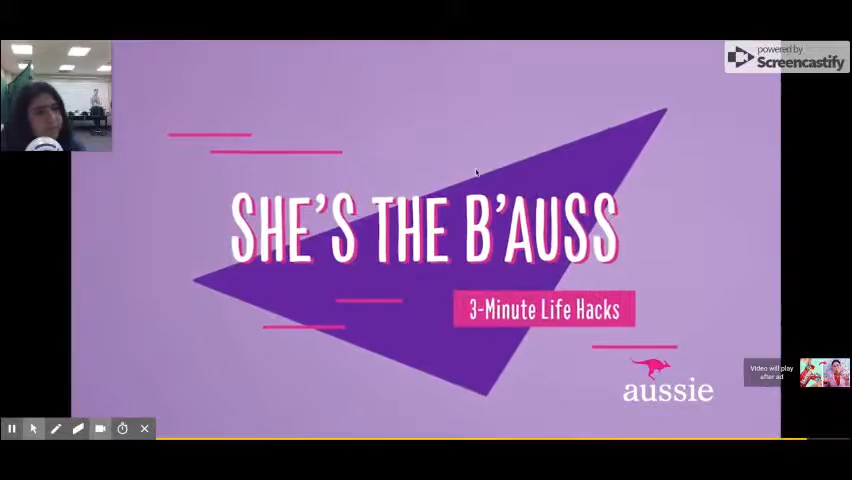 powered by
Screencastify
SHE'S THE B'AUSS
3-Minute Life Hacks
Video will play
after ad
aussie